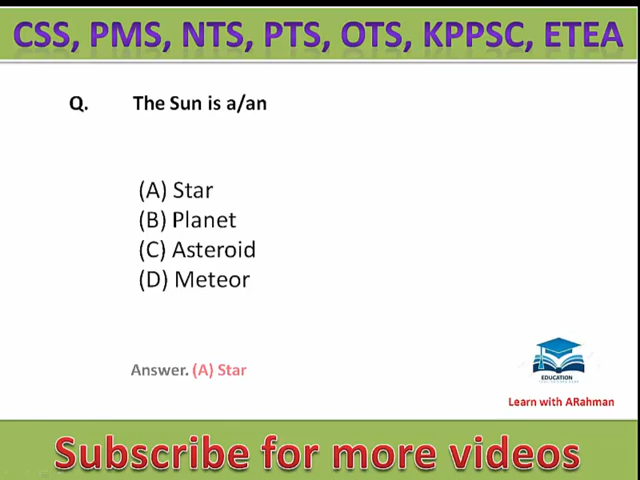 CSS, PMS, NTS, PTS, OTS, KPPSC, ETEA
Q. The Sun is a/an
(A) Star
(B) Planet
(C) Asteroid
(D) Meteor
Answer. (A) Star
EDUCATION
Learn with ARahman
Subscribe for more videos